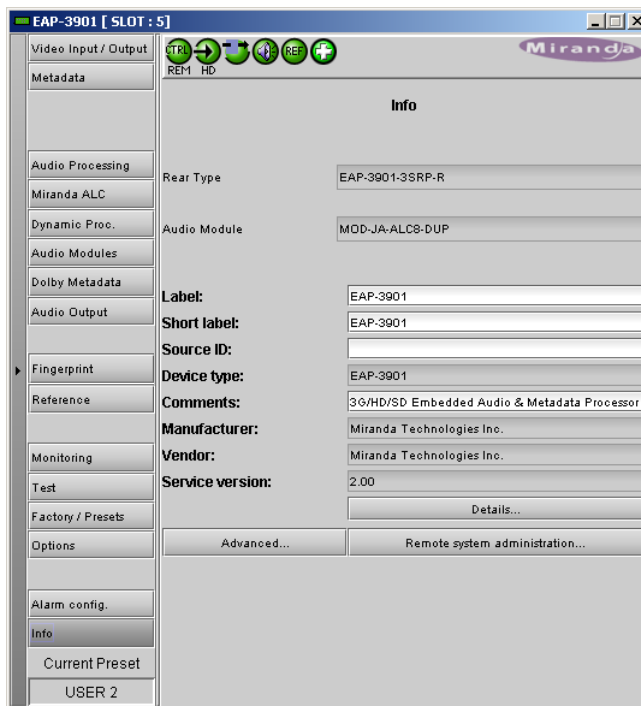 EAP-3901 [ SLOT : 5]
Video Input / Output
Metadata
Audio Processing
Miranda ALC
Dynamic Proc.
Audio Modules
Dolby Metadata
Audio Output
Fingerprint
Reference
Monitoring
Test
Factory / Presets
Options
Alarm config.
Info
Current Preset
USER 2
CTRL
REF
REM HD
Miranda
Info
Rear Type EAP-3901-3SRP-R
Audio Module MOD-JA-ALC8-DUP
Label: EAP-3901
Short label: EAP-3901
Source ID:
Device type: EAP-3901
Comments: 3G/HD/SD Embedded Audio & Metadata Processor
Manufacturer: Miranda Technologies Inc.
Vendor: Miranda Technologies Inc.
Service version: 2.00
Details...
Advanced... Remote system administration...